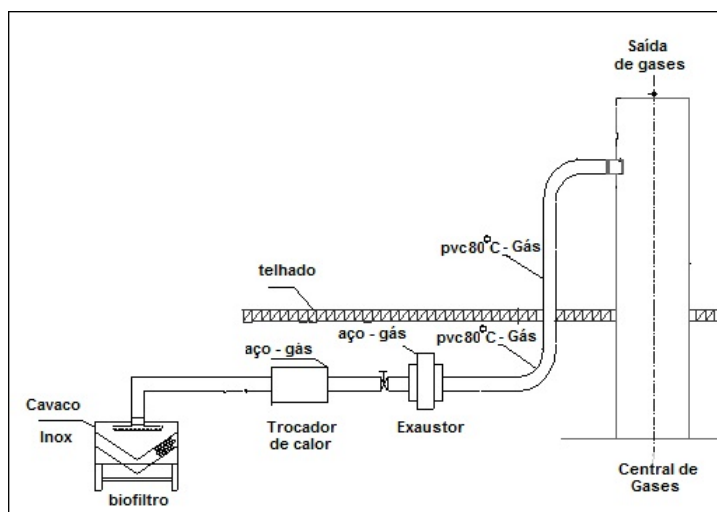 Saída
de gases
pvc80°C - Gás
telhado
aço - gás
pvc80°C - Gás
aço - gás
Cavaco
Inox
Trocador
de calor
Exaustor
Central de
Gases
biofiltro